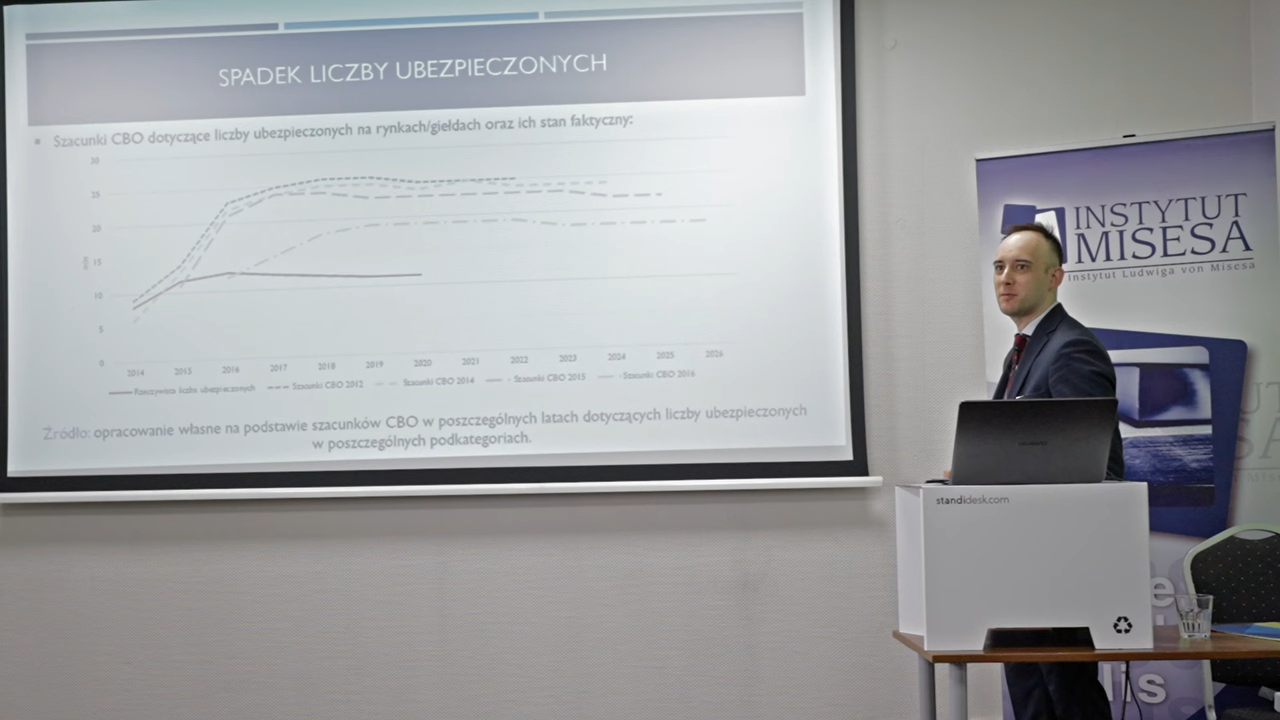 SPADEK LICZBY UBEZPIECZONYCH
▪ Szacunki CBO dotyczące liczby ubezpieczonych na rynkach/giełdach oraz ich stan faktyczny:
30
25
20
15
10
5
0
2014 2015 2016 2017 2018 2019 2020 2021 2022 2023 2024 2025 2026
Rzeczywista liczba ubezpieczonych Szacunki CBO 2012 Szacunki CBO 2014 Szacunki CBO 2015 Szacunki CBO 2016
Źródło: opracowanie własne na podstawie szacunków CBO w poszczególnych latach dotyczących liczby ubezpieczonych
w poszczególnych podkategoriach.
INSTYTUT
MISESA
Instytut Ludwiga von Misesa
standidesk.com